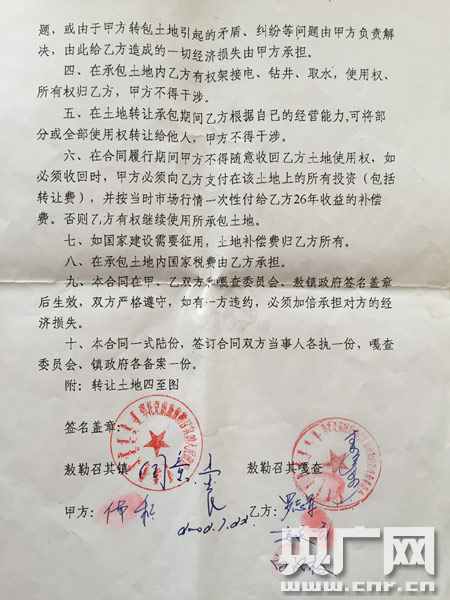 题，或由于甲方转包土地引起的矛盾、纠纷等问题由甲方负责解
决，由此给乙方造成的一切经济损失由甲方承担。
四、在承包土地内乙方有权架接电、钻井、取水，使用权、
所有权归乙方，甲方不得干涉。
五、在土地转让承包期间乙方根据自己的经营能力,可将部
分或全部使用权转让给他人，甲方不得干涉。
六、在合同履行期间甲方不得随意收回乙方土地使用权，如
必须收回时，甲方必须向乙方支付在该土地上的所有投资（包括
转让费），并按当时市场行情一次性付给乙方26年收益的补偿
费。否则乙方有权继续使用所承包土地。
七、如国家建设需要征用，土地补偿费归乙方所有。
八、在承包土地内国家税费由乙方承担。
九、本合同在甲、乙双方和嘎查委员会、敖镇政府签名盖章
后生效，双方严格遵守，如有一方违约，必须加倍承担对方的经
济损失。
十、本合同一式陆份，签订合同双方当事人各执一份，嘎查
委员会、镇政府各备案一份。
附：转让土地四至图
签名盖章：
敖勒召其镇
敖勒召其嘎查
甲方：
乙方：
央广网
www.cnr.cn